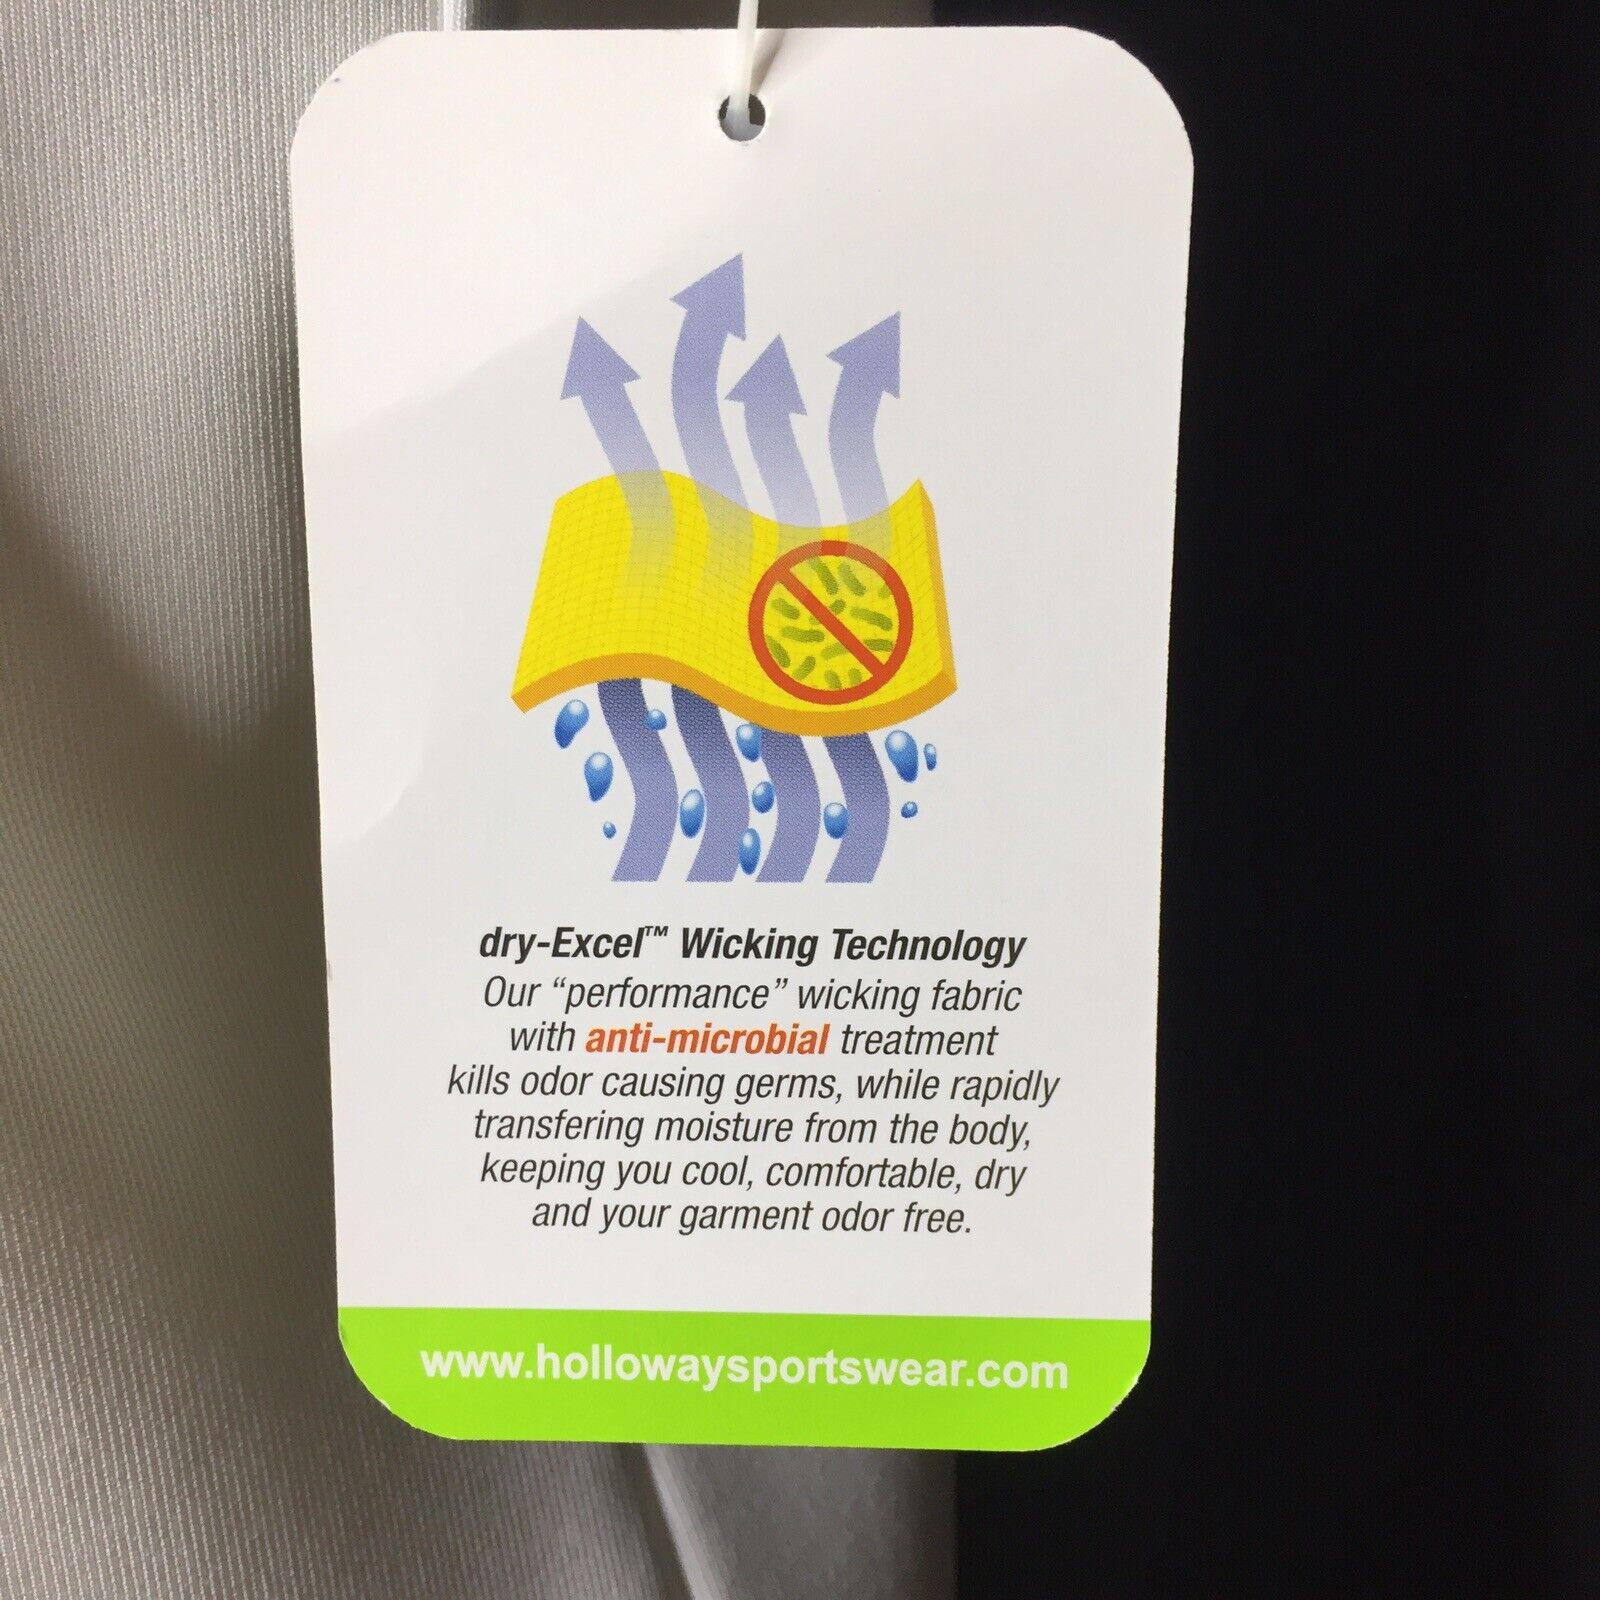 dry-Excel™ Wicking Technology
Our “performance” wicking fabric
with anti-microbial treatment
kills odor causing germs, while rapidly
transfering moisture from the body,
keeping you cool, comfortable, dry
and your garment odor free.
www.hollowaysportswear.com